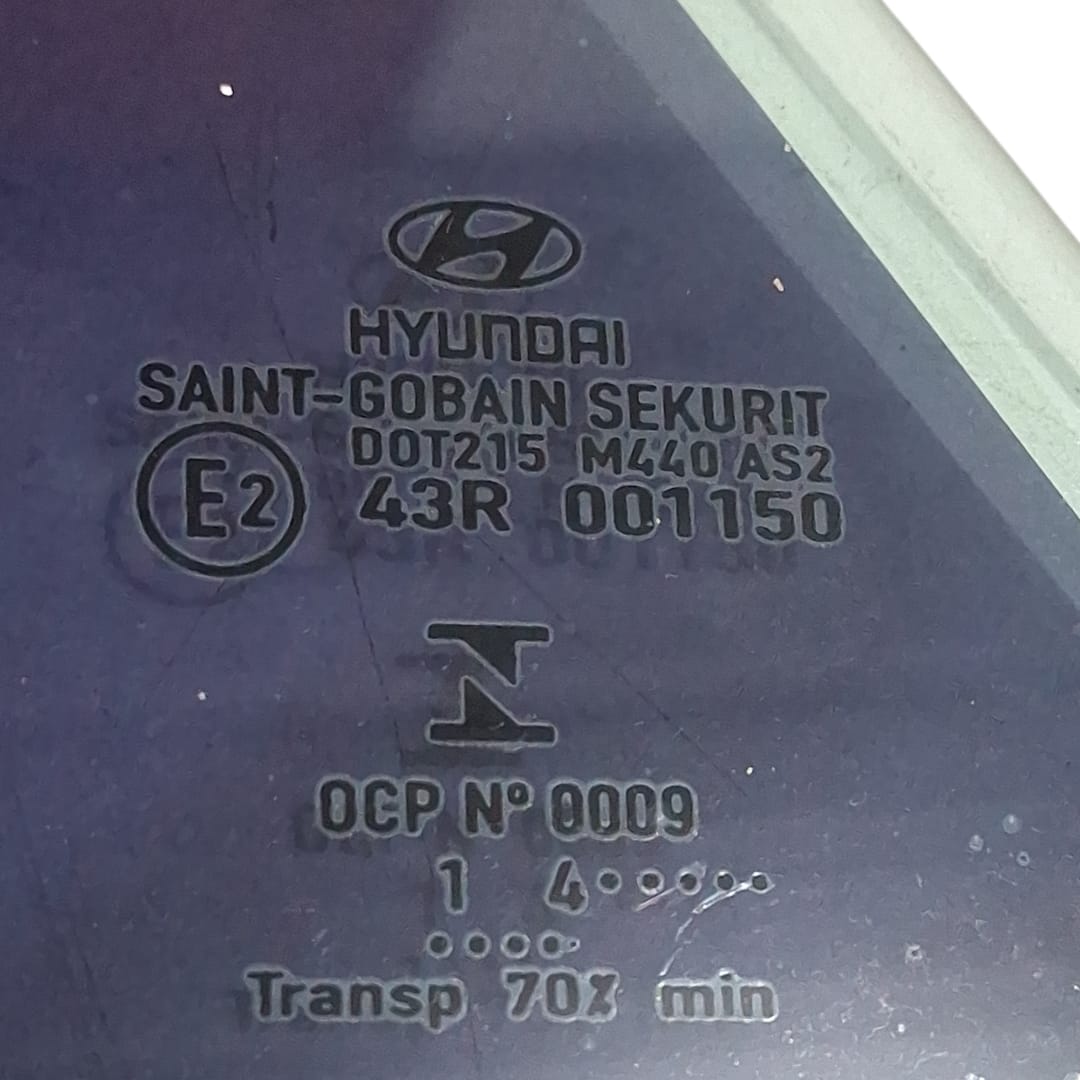 HYUNDAI
SAINT-GOBAIN SEKURIT
DOT215 M440 AS2
E2 43R 001150
OCP Nº 0009
1 4•••••
••••
Transp 70% min